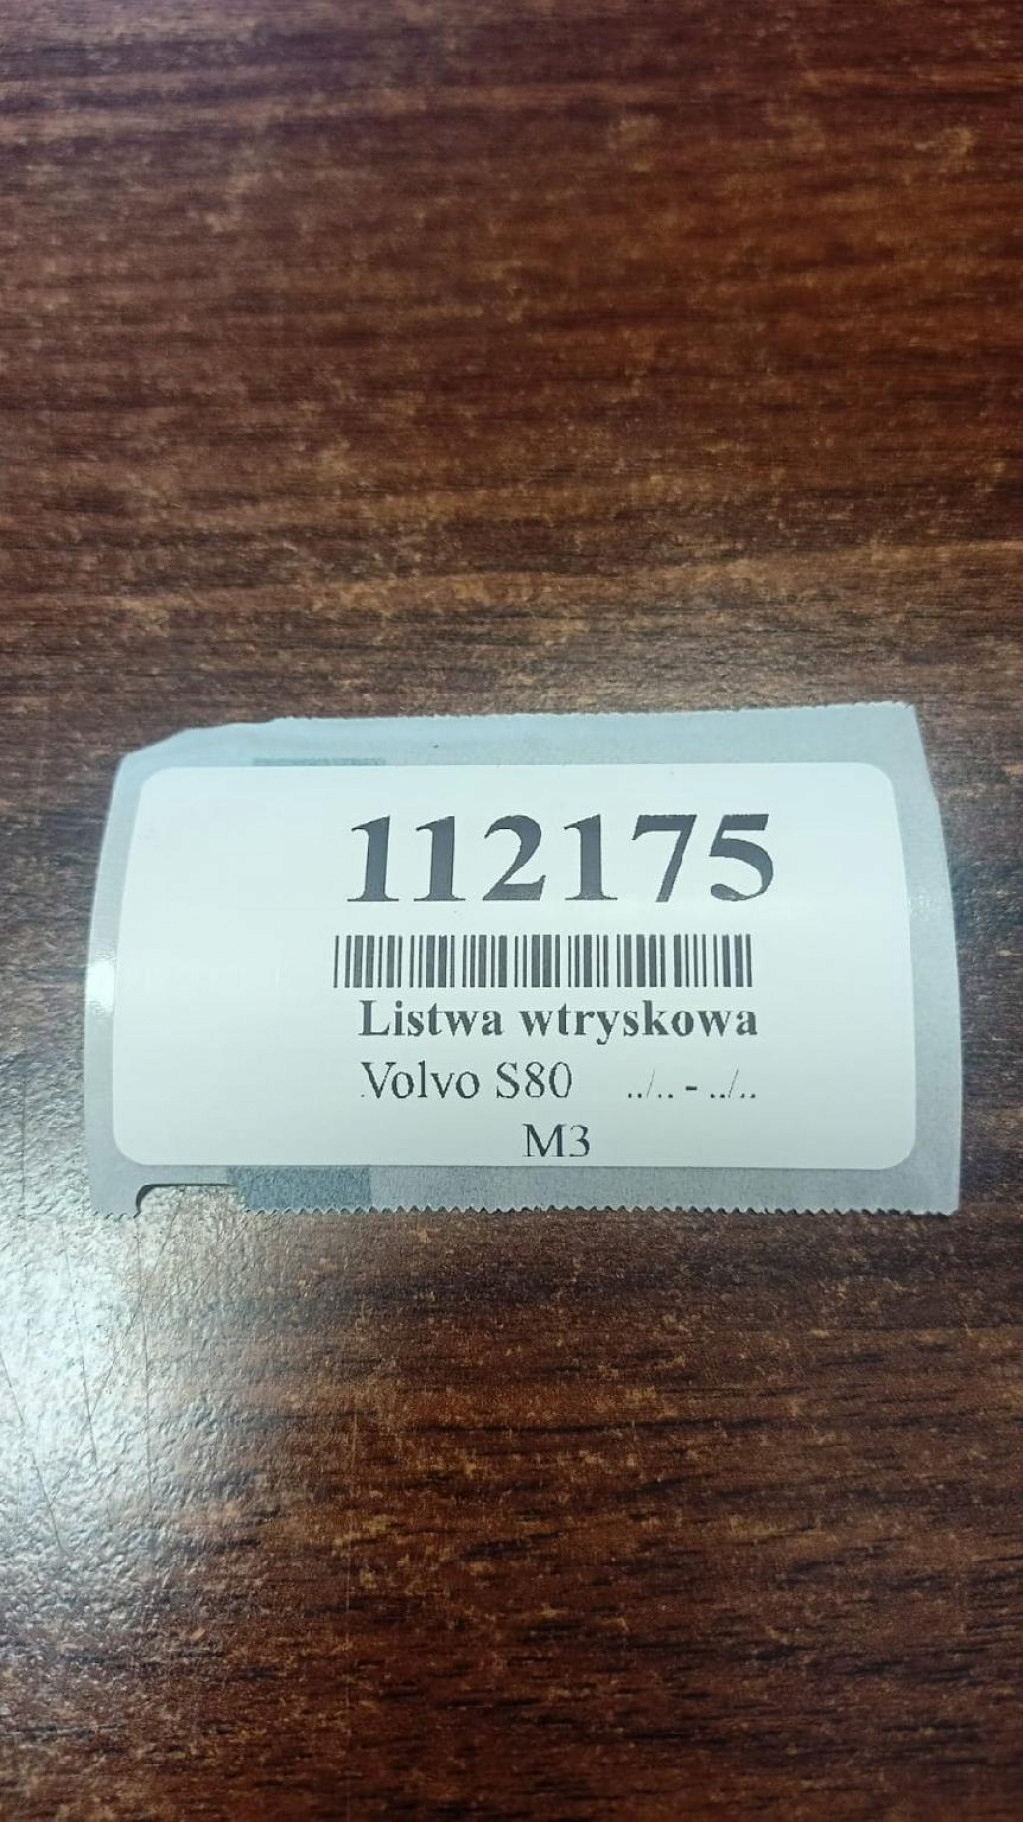 112175
Listwa wtryskowa
Volvo S80 ../.. - ../..
M3